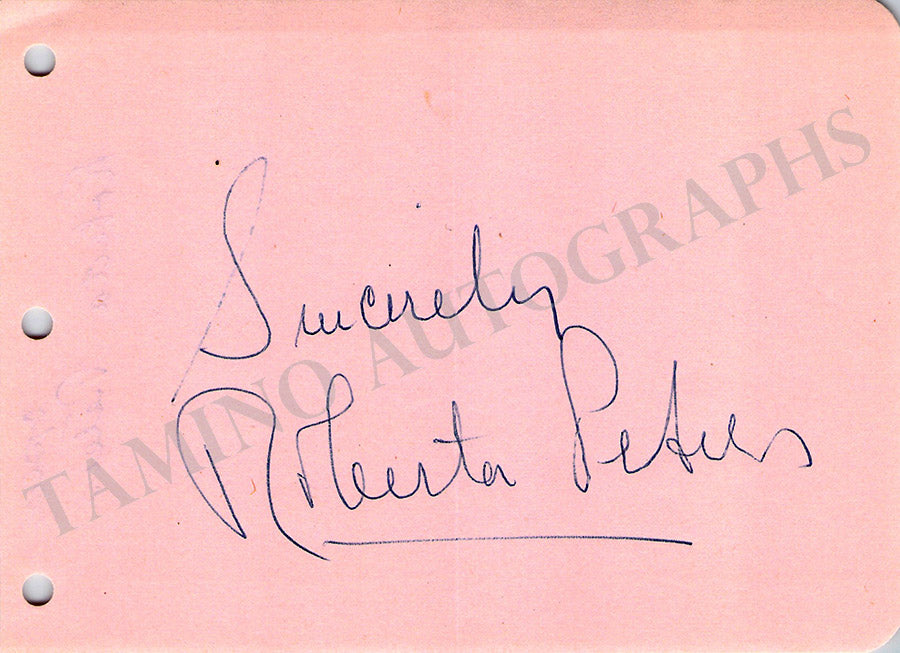 Sincerely
Roberta Peters
TAMINO AUTOGRAPHS